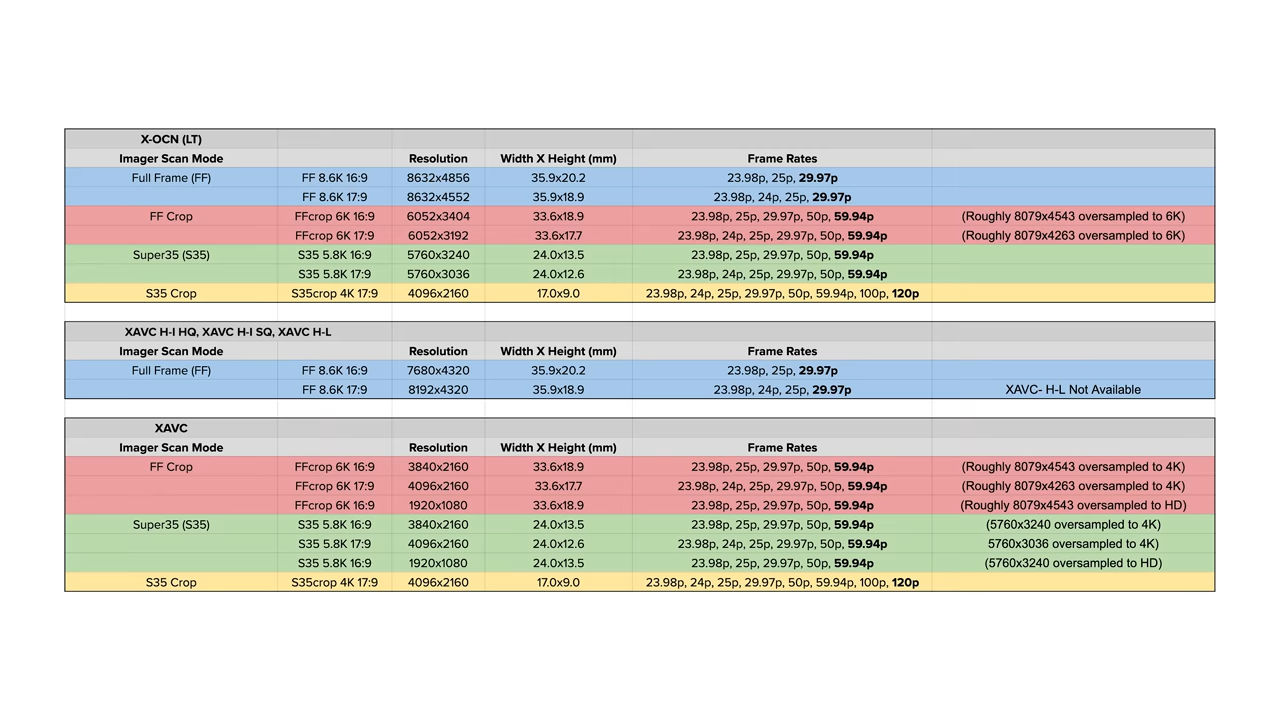 X-OCN (LT)
Imager Scan Mode Resolution Width X Height (mm) Frame Rates
Full Frame (FF) FF 8.6K 16:9 8632x4856 35.9x20.2 23.98p, 25p, 29.97p
FF 8.6K 17:9 8632x4552 35.9x18.9 23.98p, 24p, 25p, 29.97p
FF Crop FFcrop 6K 16:9 6052x3404 33.6x18.9 23.98p, 25p, 29.97p, 50p, 59.94p (Roughly 8079x4543 oversampled to 6K)
FFcrop 6K 17:9 6052x3192 33.6x17.7 23.98p, 24p, 25p, 29.97p, 50p, 59.94p (Roughly 8079x4263 oversampled to 6K)
Super35 (S35) S35 5.8K 16:9 5760x3240 24.0x13.5 23.98p, 25p, 29.97p, 50p, 59.94p
S35 5.8K 17:9 5760x3036 24.0x12.6 23.98p, 24p, 25p, 29.97p, 50p, 59.94p
S35 Crop S35crop 4K 17:9 4096x2160 17.0x9.0 23.98p, 24p, 25p, 29.97p, 50p, 59.94p, 100p, 120p
XAVC H-I HQ, XAVC H-I SQ, XAVC H-L
Imager Scan Mode Resolution Width X Height (mm) Frame Rates
Full Frame (FF) FF 8.6K 16:9 7680x4320 35.9x20.2 23.98p, 25p, 29.97p
FF 8.6K 17:9 8192x4320 35.9x18.9 23.98p, 24p, 25p, 29.97p XAVC- H-L Not Available
XAVC
Imager Scan Mode Resolution Width X Height (mm) Frame Rates
FF Crop FFcrop 6K 16:9 3840x2160 33.6x18.9 23.98p, 25p, 29.97p, 50p, 59.94p (Roughly 8079x4543 oversampled to 4K)
FFcrop 6K 17:9 4096x2160 33.6x17.7 23.98p, 24p, 25p, 29.97p, 50p, 59.94p (Roughly 8079x4263 oversampled to 4K)
FFcrop 6K 16:9 1920x1080 33.6x18.9 23.98p, 25p, 29.97p, 50p, 59.94p (Roughly 8079x4543 oversampled to HD)
Super35 (S35) S35 5.8K 16:9 3840x2160 24.0x13.5 23.98p, 25p, 29.97p, 50p, 59.94p (5760x3240 oversampled to 4K)
S35 5.8K 17:9 4096x2160 24.0x12.6 23.98p, 24p, 25p, 29.97p, 50p, 59.94p 5760x3036 oversampled to 4K)
S35 5.8K 16:9 1920x1080 24.0x13.5 23.98p, 25p, 29.97p, 50p, 59.94p (5760x3240 oversampled to HD)
S35 Crop S35crop 4K 17:9 4096x2160 17.0x9.0 23.98p, 24p, 25p, 29.97p, 50p, 59.94p, 100p, 120p